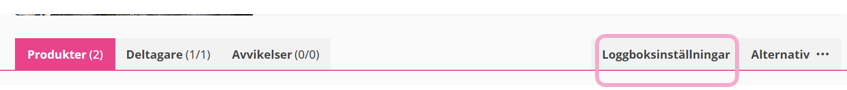 Produkter (2) Deltagare (1/1) Avvikelser (0/0) Loggboksinställningar Alternativ ···